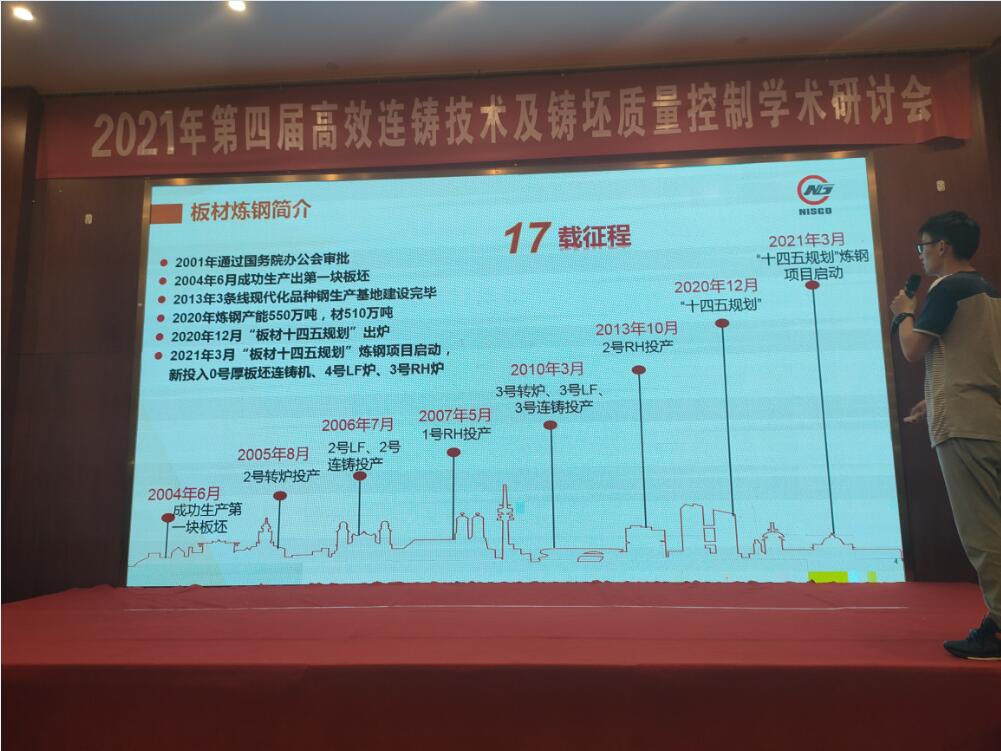 2021年第四届高效连铸技术及铸坯质量控制学术研讨会
板材炼钢简介
NG
NISCO
17 载征程
2001年通过国务院办公会审批
2004年6月成功生产出第一块板坯
2013年3条线现代化品种钢生产基地建设完毕
2020年炼钢产能550万吨，材510万吨
2020年12月“板材十四五规划”出炉
2021年3月“板材十四五规划”炼钢项目启动，
新投入0号厚板坯连铸机、4号LF炉、3号RH炉
2004年6月
成功生产第
一块板坯
2005年8月
2号转炉投产
2006年7月
2号LF、2号
连铸投产
2007年5月
1号RH投产
2010年3月
3号转炉、3号LF、
3号连铸投产
2013年10月
2号RH投产
2020年12月
“十四五规划”
2021年3月
“十四五规划”炼钢
项目启动
4